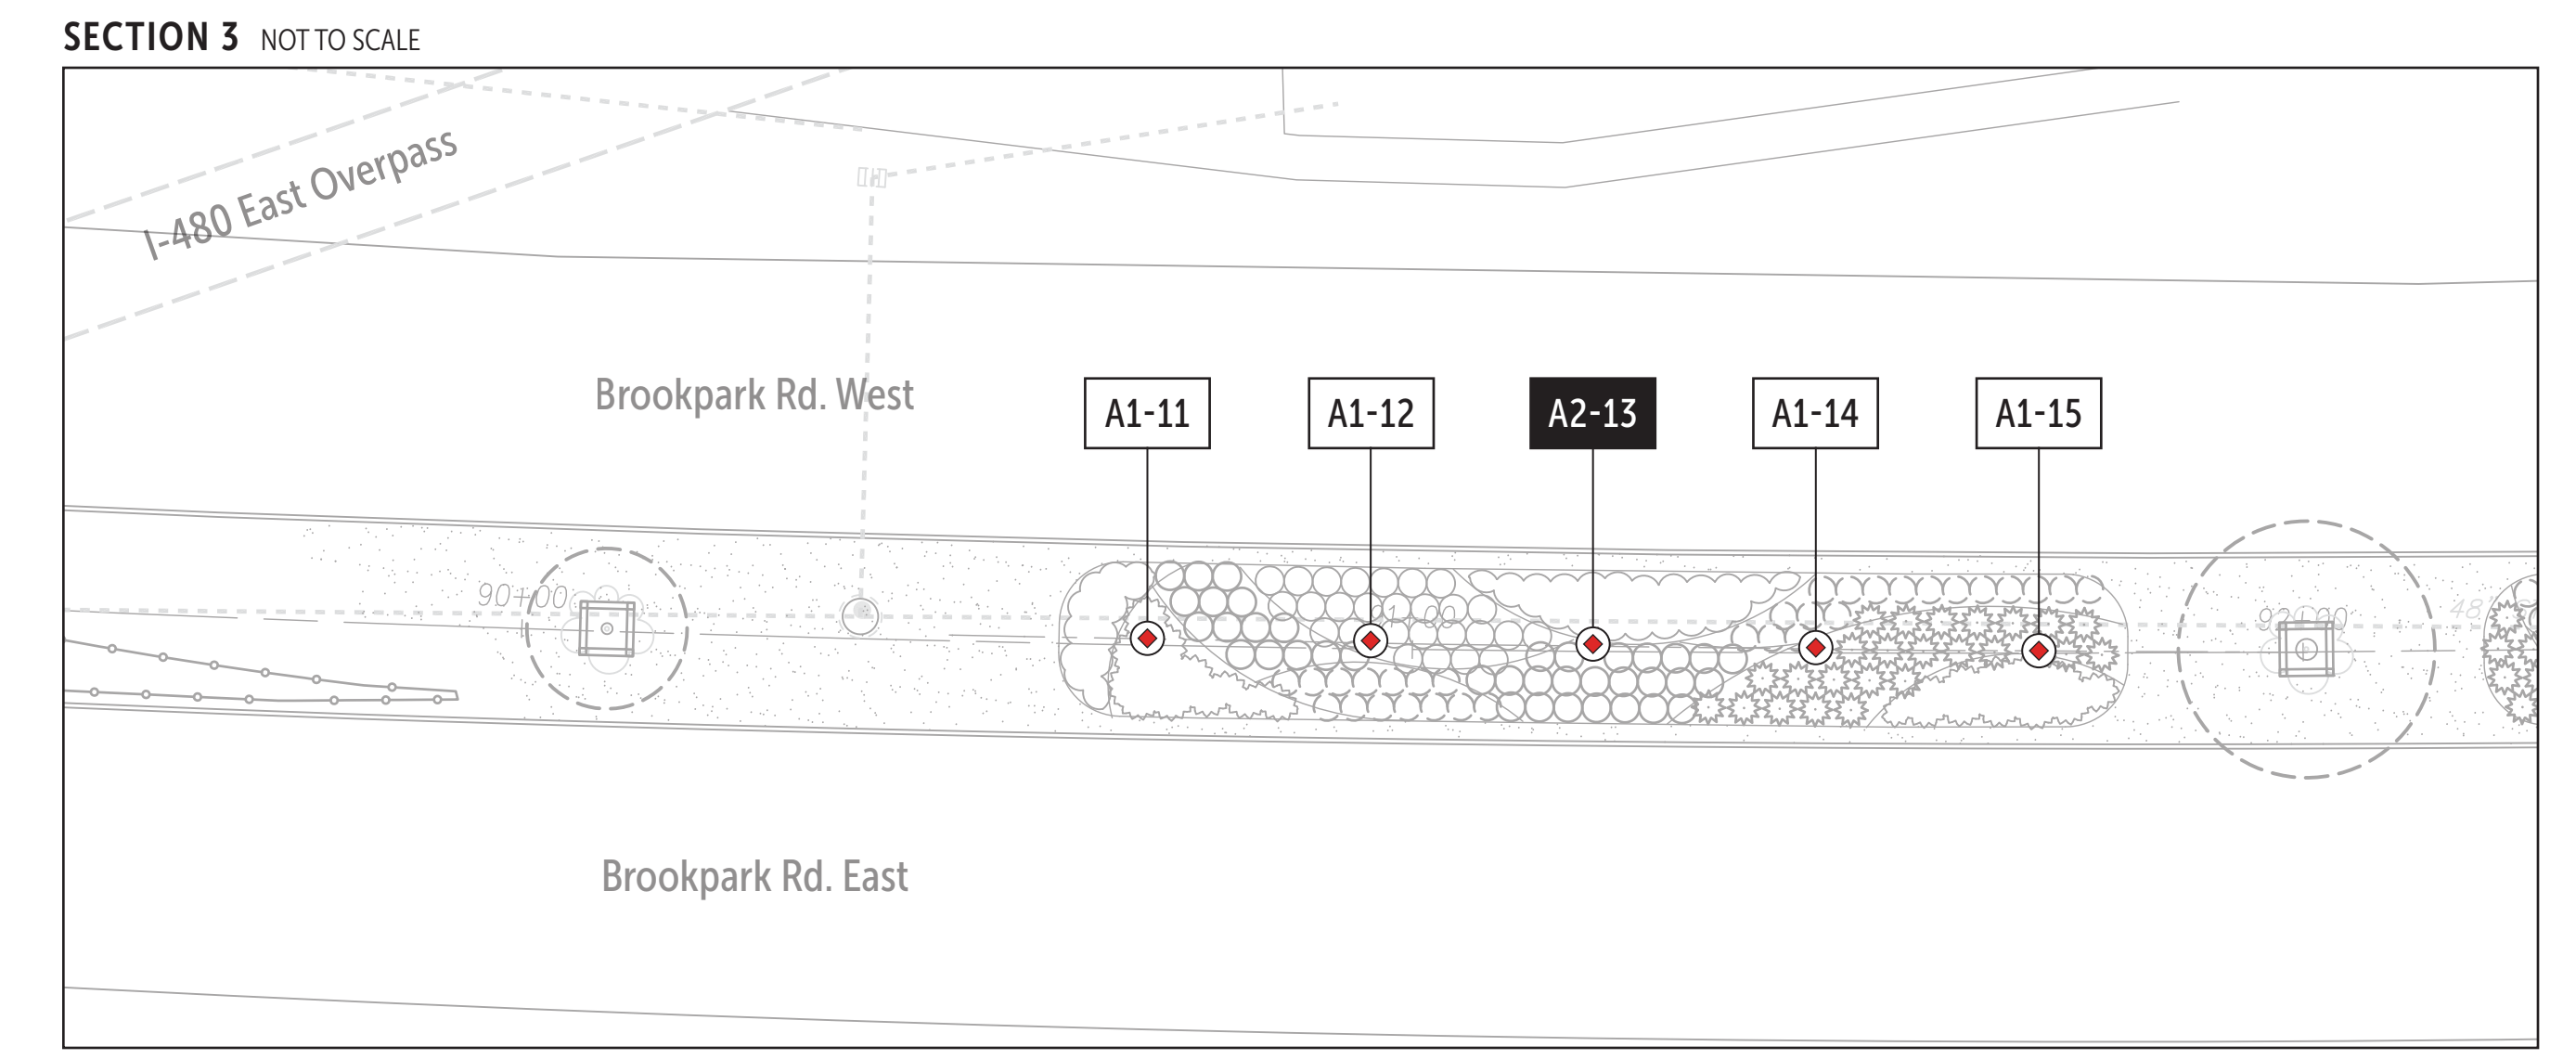 SECTION 3 NOT TO SCALE
I-480 East Overpass
Brookpark Rd. West
A1-11
A1-12
A2-13
A1-14
A1-15
90+00
Brookpark Rd. East